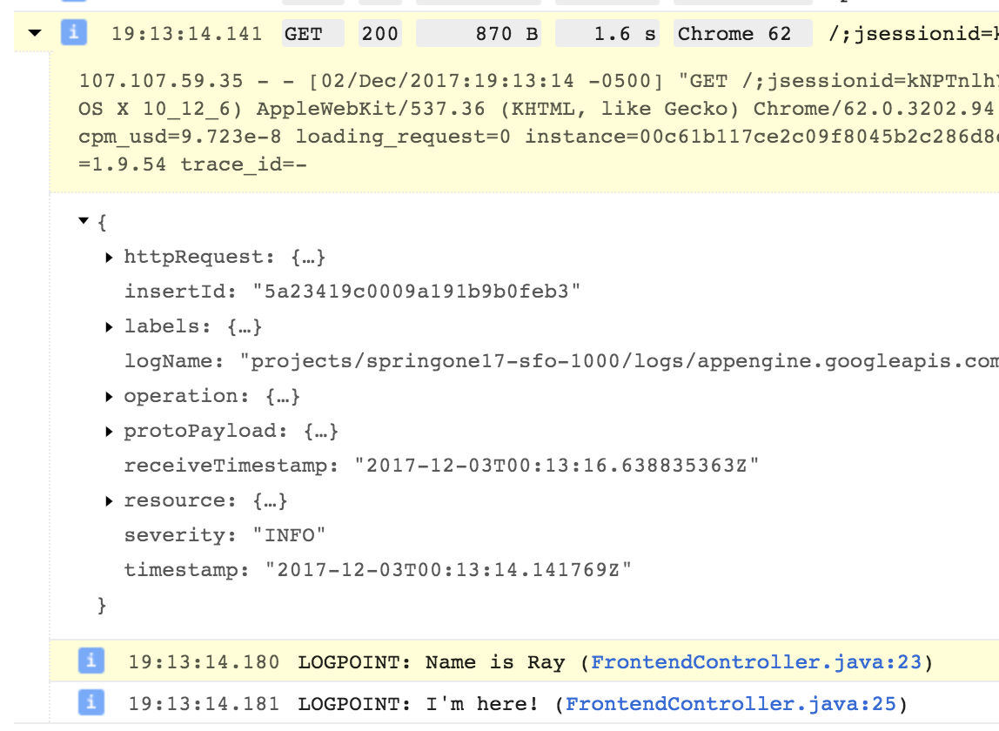 19:13:14.141 GET 200 870 B 1.6 s Chrome 62 /;jsessionid=
107.107.59.35 - - [02/Dec/2017:19:13:14 -0500] "GET /;jsessionid=kNPTnlh
OS X 10_12_6) AppleWebKit/537.36 (KHTML, like Gecko) Chrome/62.0.3202.94
cpm_usd=9.723e-8 loading_request=0 instance=00c61b117ce2c09f8045b2c286d8
=1.9.54 trace_id=-
{
httpRequest: {…}
insertId: "5a23419c0009a191b9b0feb3"
labels: {…}
logName: "projects/springone17-sfo-1000/logs/appengine.googleapis.com
operation: {…}
protoPayload: {…}
receiveTimestamp: "2017-12-03T00:13:16.638835363Z"
resource: {…}
severity: "INFO"
timestamp: "2017-12-03T00:13:14.141769Z"
}
i 19:13:14.180 LOGPOINT: Name is Ray (FrontendController.java:23)
i 19:13:14.181 LOGPOINT: I'm here! (FrontendController.java:25)